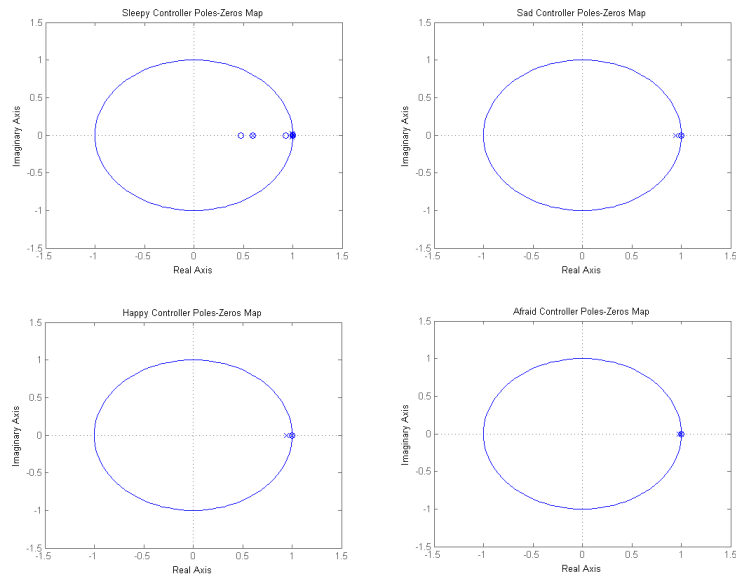 Sleepy Controller Poles-Zeros Map
1.5
1
0.5
0
-0.5
-1
-1.5
Imaginary Axis
-1.5 -1 -0.5 0 0.5 1 1.5
Real Axis
Sad Controller Poles-Zeros Map
1.5
1
0.5
0
-0.5
-1
-1.5
Imaginary Axis
-1.5 -1 -0.5 0 0.5 1 1.5
Real Axis
Happy Controller Poles-Zeros Map
1.5
1
0.5
0
-0.5
-1
-1.5
Imaginary Axis
-1.5 -1 -0.5 0 0.5 1 1.5
Real Axis
Afraid Controller Poles-Zeros Map
1.5
1
0.5
0
-0.5
-1
-1.5
Imaginary Axis
-1.5 -1 -0.5 0 0.5 1 1.5
Real Axis